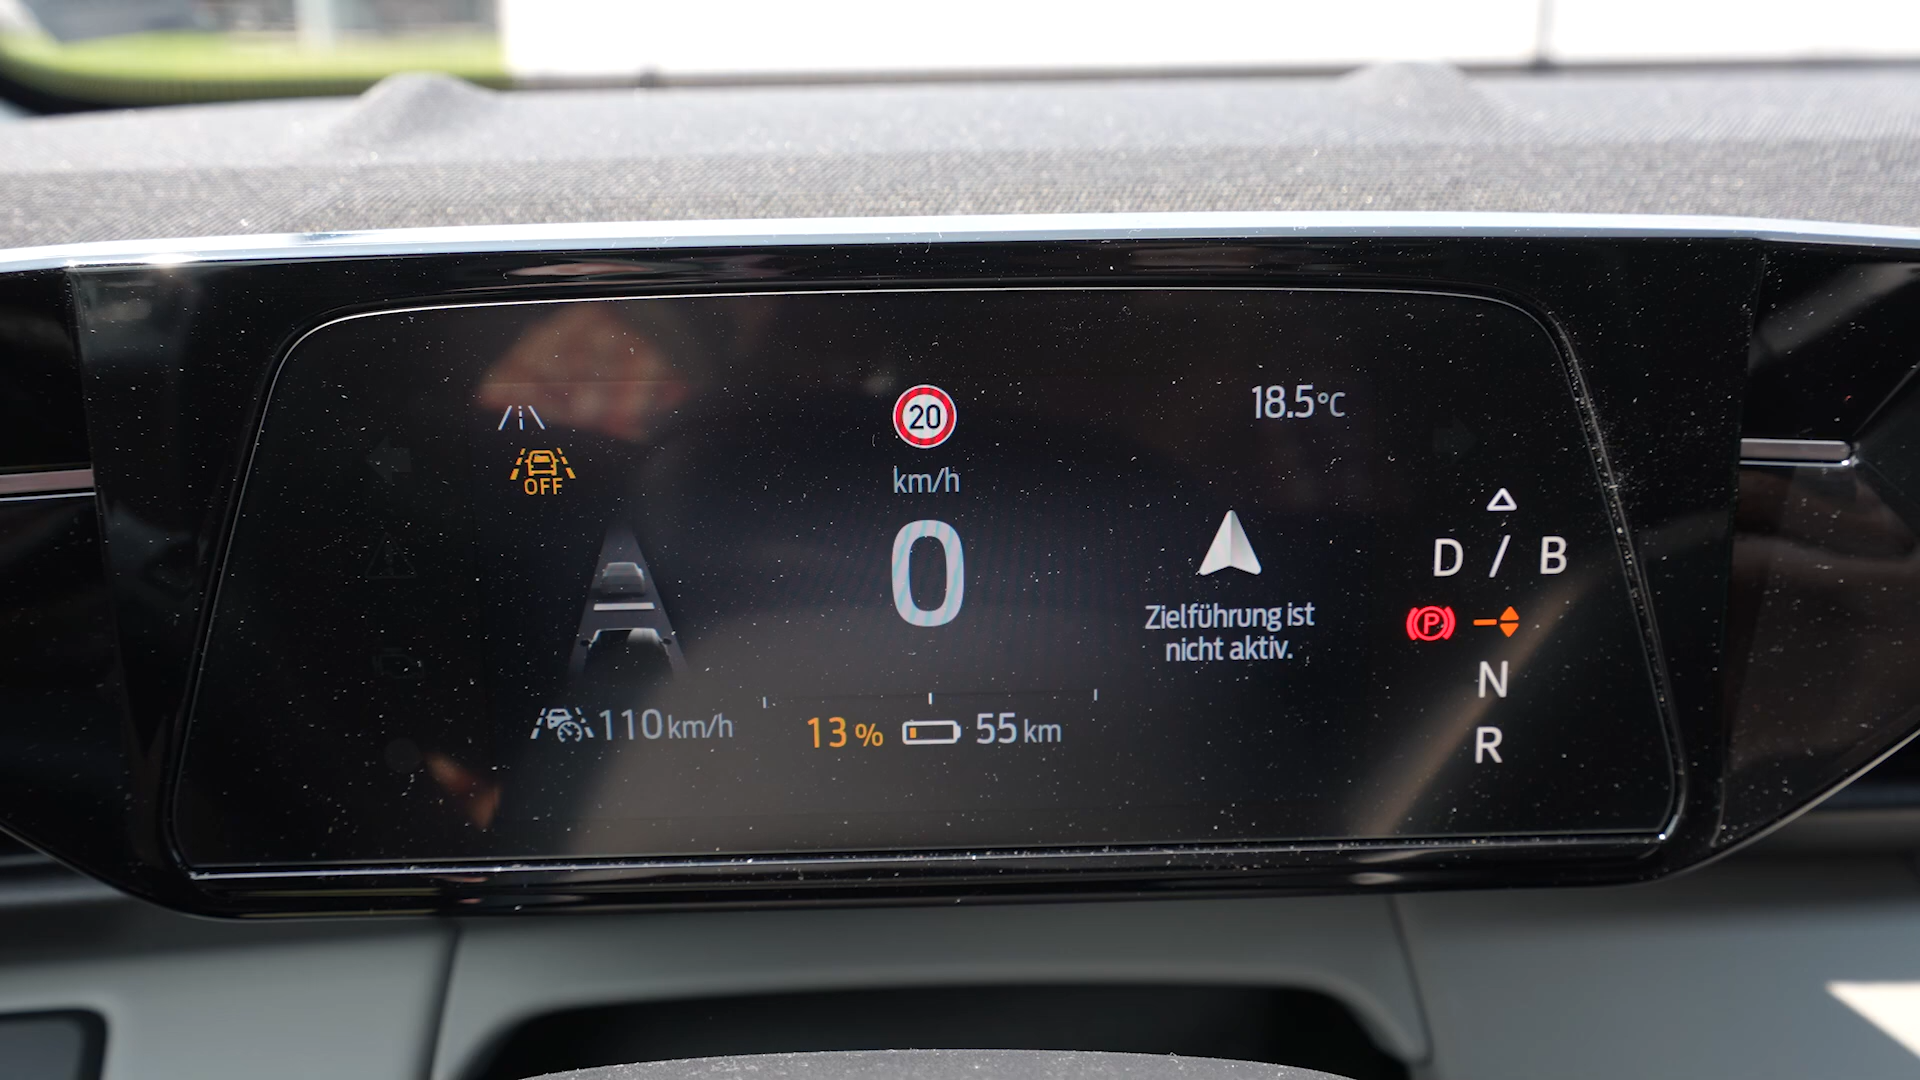 20
18.5°C
OFF
km/h
0
D / B
Zielführung ist
nicht aktiv.
P
N
R
110 km/h
13 %
55 km